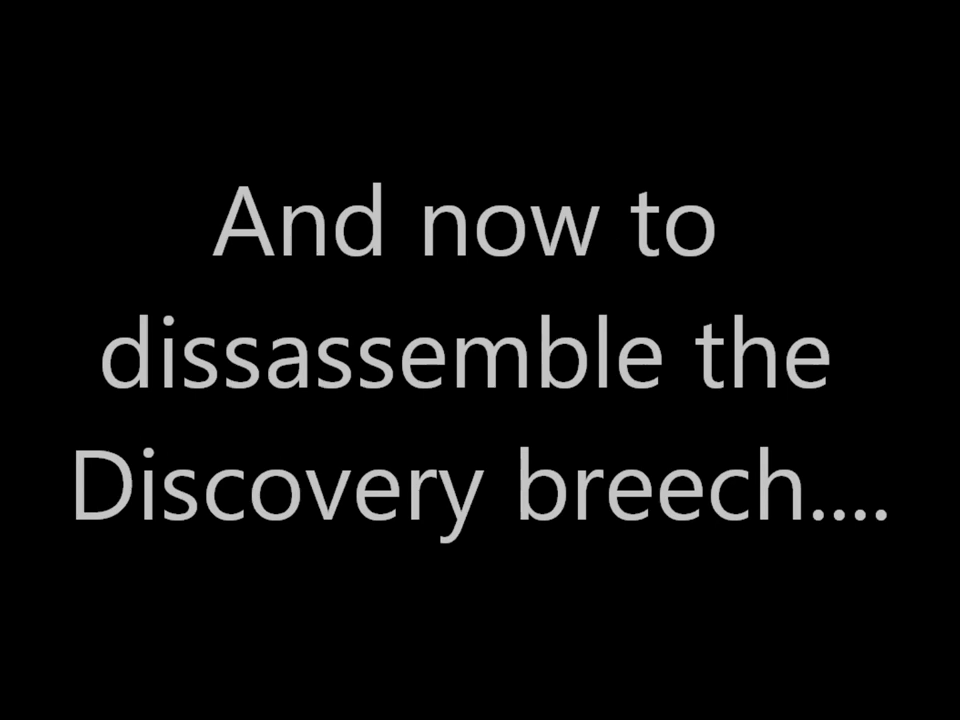 And now to
dissassemble the
Discovery breech....